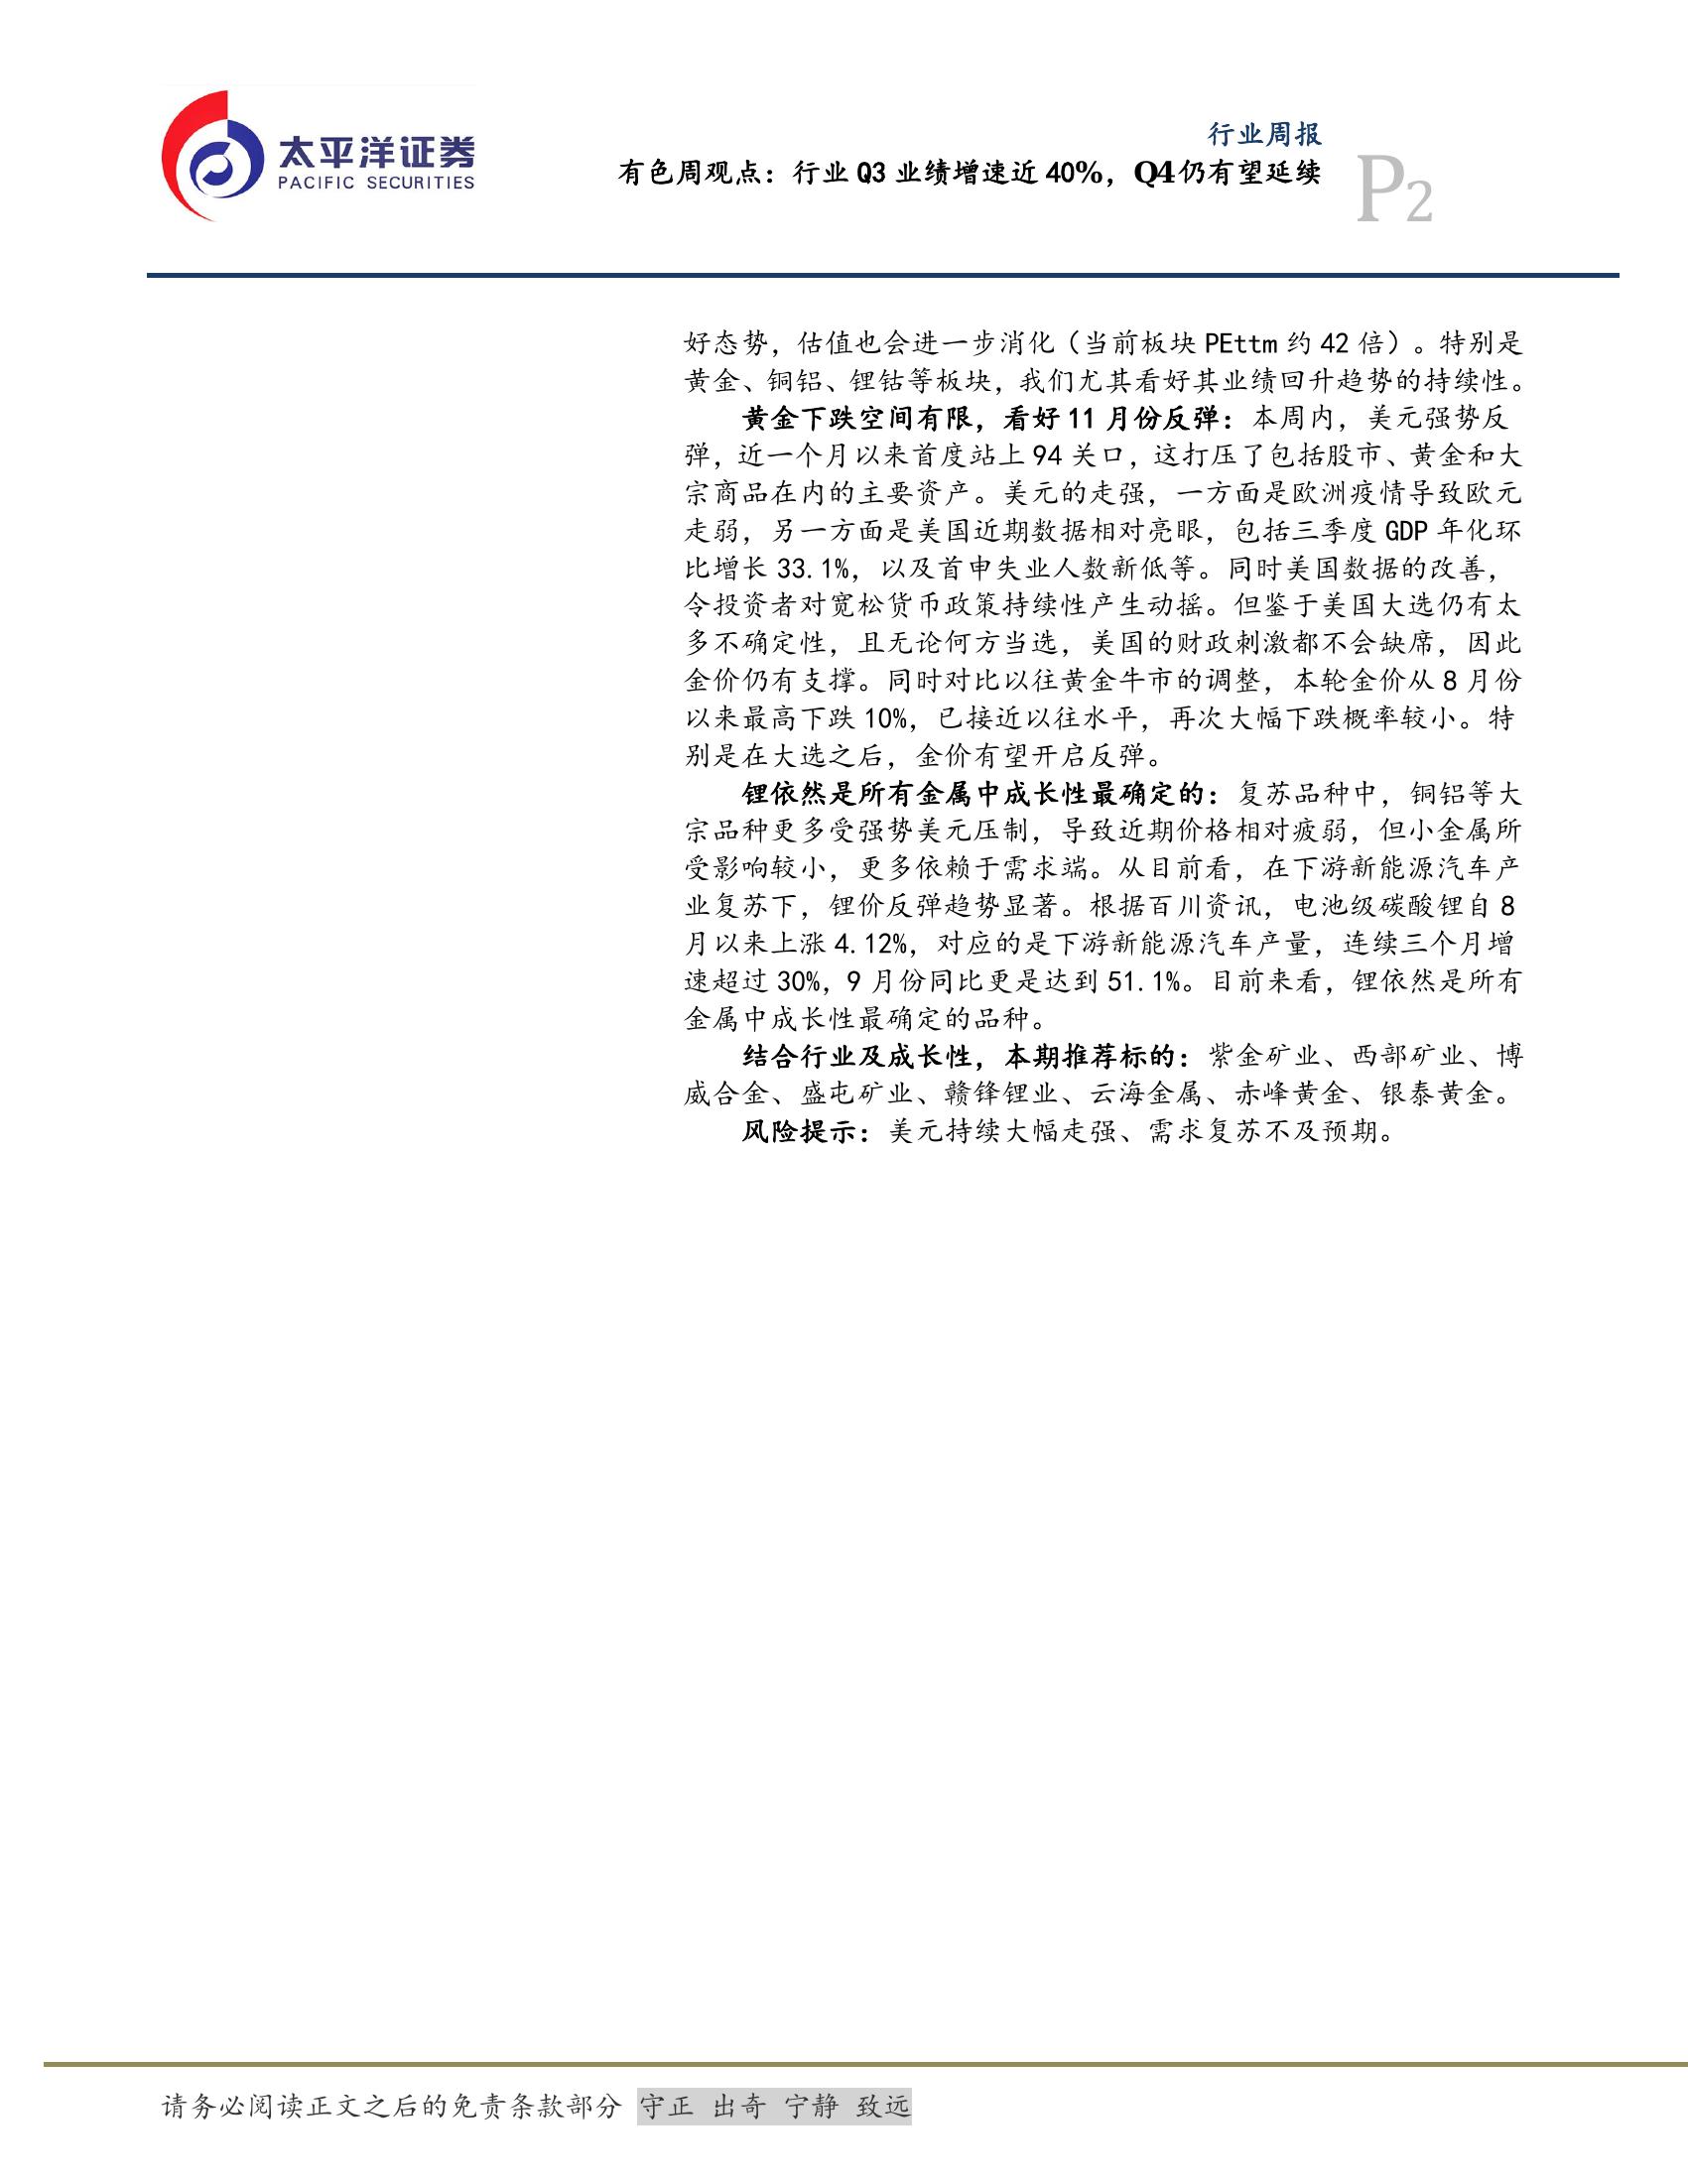 太平洋证券
PACIFIC SECURITIES
行业周报
有色周观点：行业 Q3 业绩增速近 40%，Q4仍有望延续
P2
好态势，估值也会进一步消化（当前板块 PEttm 约 42 倍）。特别是
黄金、铜铝、锂钴等板块，我们尤其看好其业绩回升趋势的持续性。
黄金下跌空间有限，看好 11 月份反弹：本周内，美元强势反
弹，近一个月以来首度站上 94 关口，这打压了包括股市、黄金和大
宗商品在内的主要资产。美元的走强，一方面是欧洲疫情导致欧元
走弱，另一方面是美国近期数据相对亮眼，包括三季度 GDP 年化环
比增长 33.1%，以及首申失业人数新低等。同时美国数据的改善，
令投资者对宽松货币政策持续性产生动摇。但鉴于美国大选仍有太
多不确定性，且无论何方当选，美国的财政刺激都不会缺席，因此
金价仍有支撑。同时对比以往黄金牛市的调整，本轮金价从 8 月份
以来最高下跌 10%，已接近以往水平，再次大幅下跌概率较小。特
别是在大选之后，金价有望开启反弹。
锂依然是所有金属中成长性最确定的：复苏品种中，铜铝等大
宗品种更多受强势美元压制，导致近期价格相对疲弱，但小金属所
受影响较小，更多依赖于需求端。从目前看，在下游新能源汽车产
业复苏下，锂价反弹趋势显著。根据百川资讯，电池级碳酸锂自 8
月以来上涨 4.12%，对应的是下游新能源汽车产量，连续三个月增
速超过 30%，9 月份同比更是达到 51.1%。目前来看，锂依然是所有
金属中成长性最确定的品种。
结合行业及成长性，本期推荐标的：紫金矿业、西部矿业、博
威合金、盛屯矿业、赣锋锂业、云海金属、赤峰黄金、银泰黄金。
风险提示：美元持续大幅走强、需求复苏不及预期。
请务必阅读正文之后的免责条款部分 守正 出奇 宁静 致远